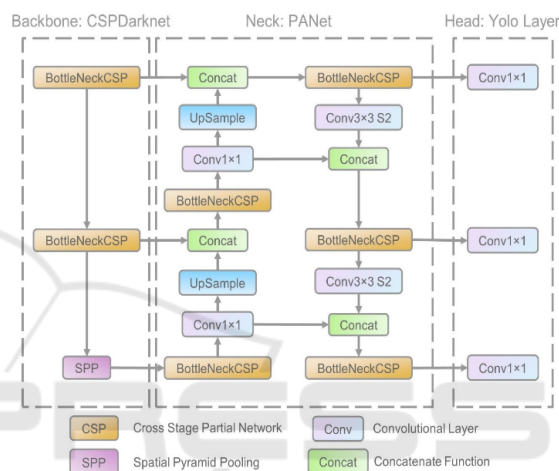 Backbone: CSPDarknet
Neck: PANet
Head: Yolo Layer
BottleNeckCSP
Concat
BottleNeckCSP
Conv1×1
UpSample
Conv3×3 S2
Conv1×1
Concat
BottleNeckCSP
BottleNeckCSP
Concat
BottleNeckCSP
Conv1×1
UpSample
Conv3×3 S2
Conv1×1
Concat
SPP
BottleNeckCSP
BottleNeckCSP
Conv1×1
CSP
Cross Stage Partial Network
Conv
Convolutional Layer
SPP
Spatial Pyramid Pooling
Concat
Concatenate Function